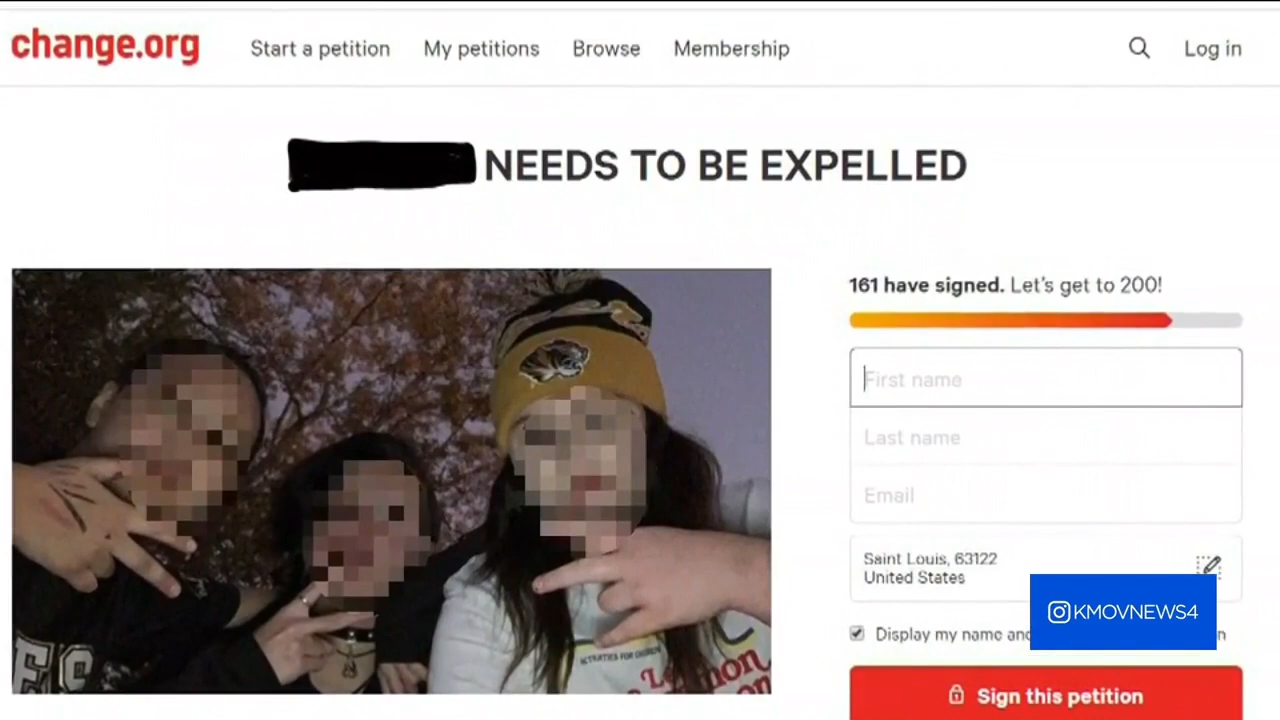 change.org
Start a petition
My petitions
Browse
Membership
Log in
NEEDS TO BE EXPELLED
161 have signed. Let's get to 200!
First name
Last name
Email
Saint Louis, 63122
United States
KMOVNEWS4
Display my name and
Sign this petition